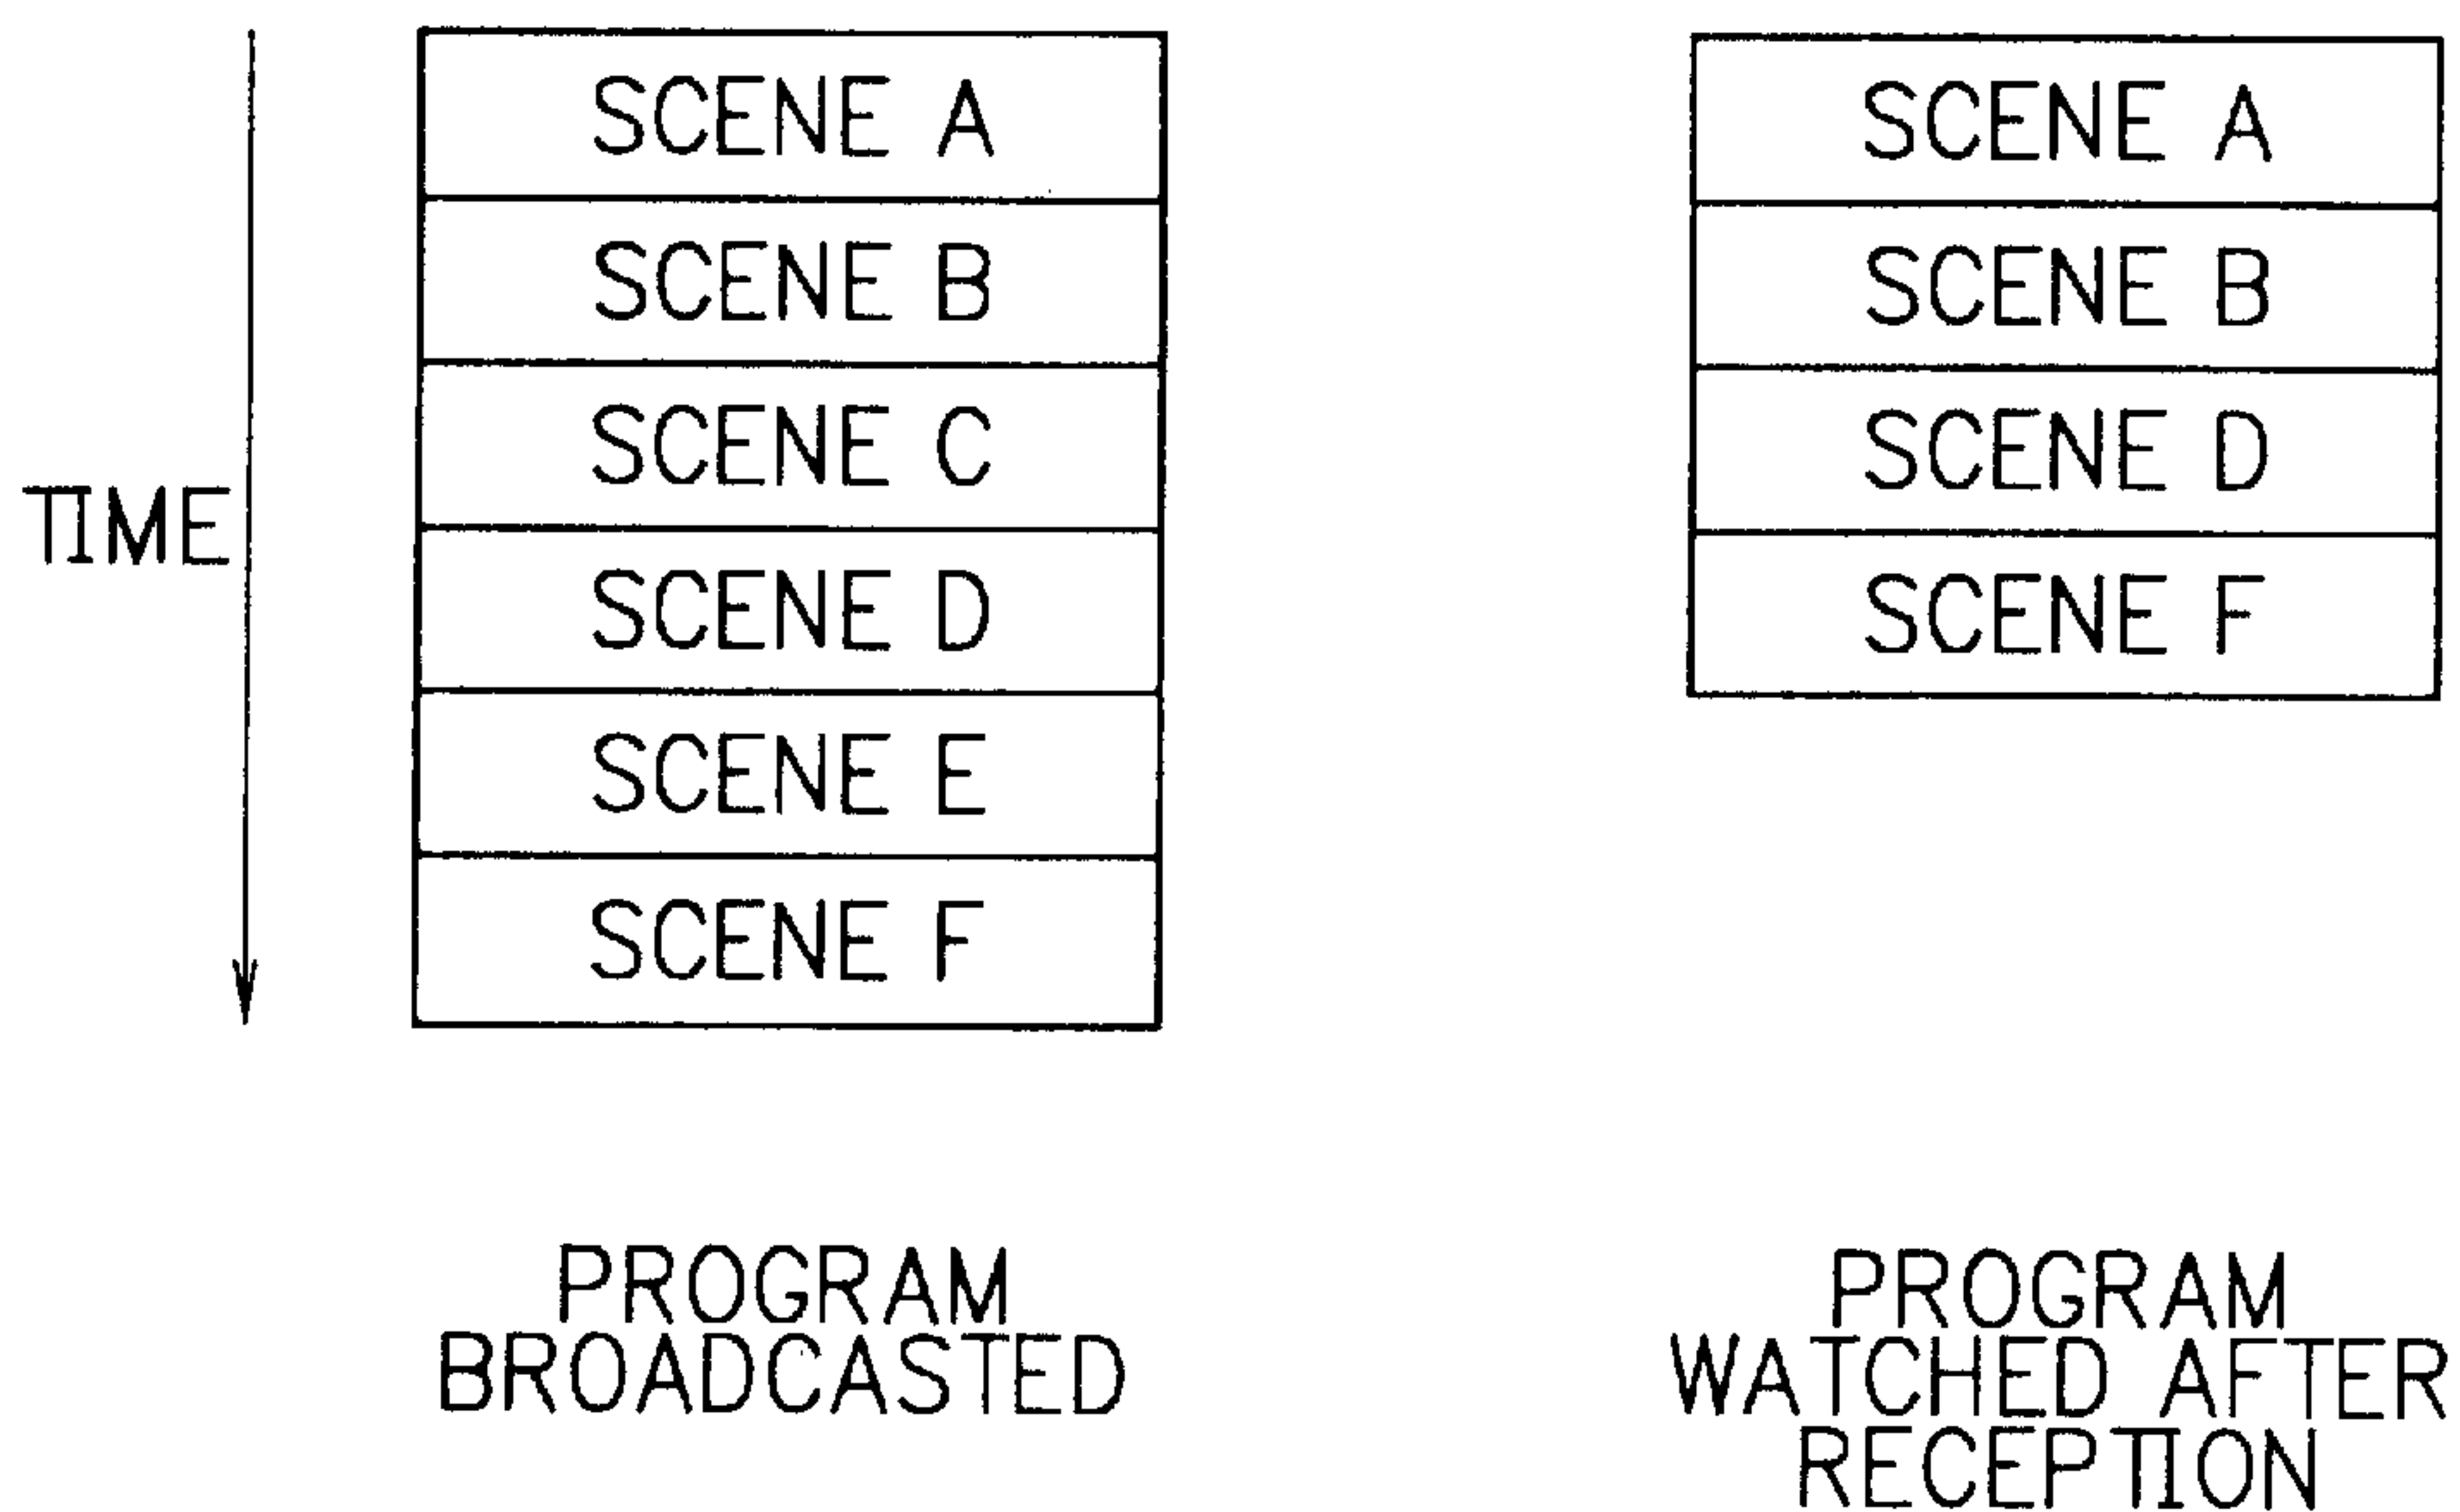 TIME
SCENE A
SCENE B
SCENE C
SCENE D
SCENE E
SCENE F
PROGRAM
BROADCASTED
SCENE A
SCENE B
SCENE D
SCENE F
PROGRAM
WATCHED AFTER
RECEPTION